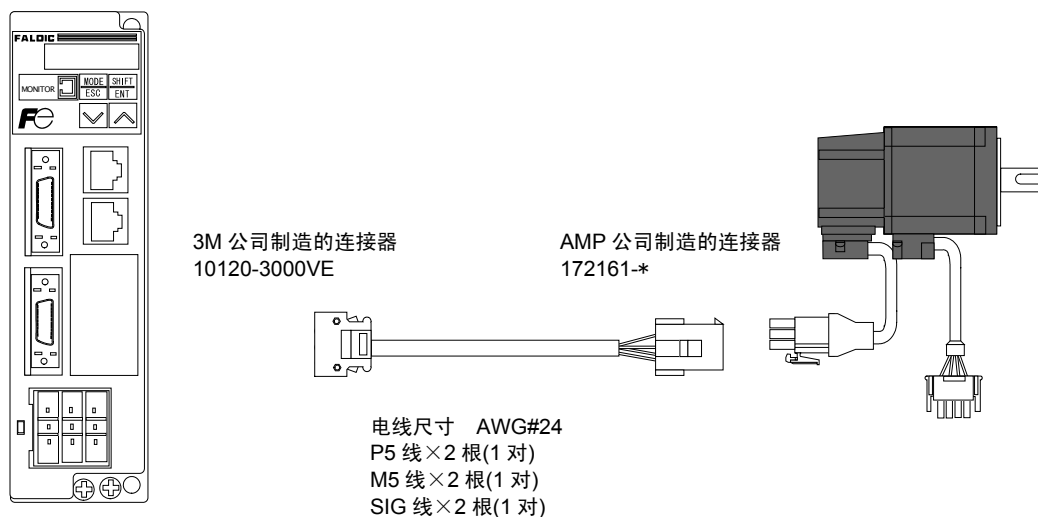 FALDIC
MONITOR
MODE
ESC
SHIFT
ENT
Fe
3M 公司制造的连接器
10120-3000VE
AMP 公司制造的连接器
172161-*
电线尺寸 AWG#24
P5 线×2 根(1 对)
M5 线×2 根(1 对)
SIG 线×2 根(1 对)